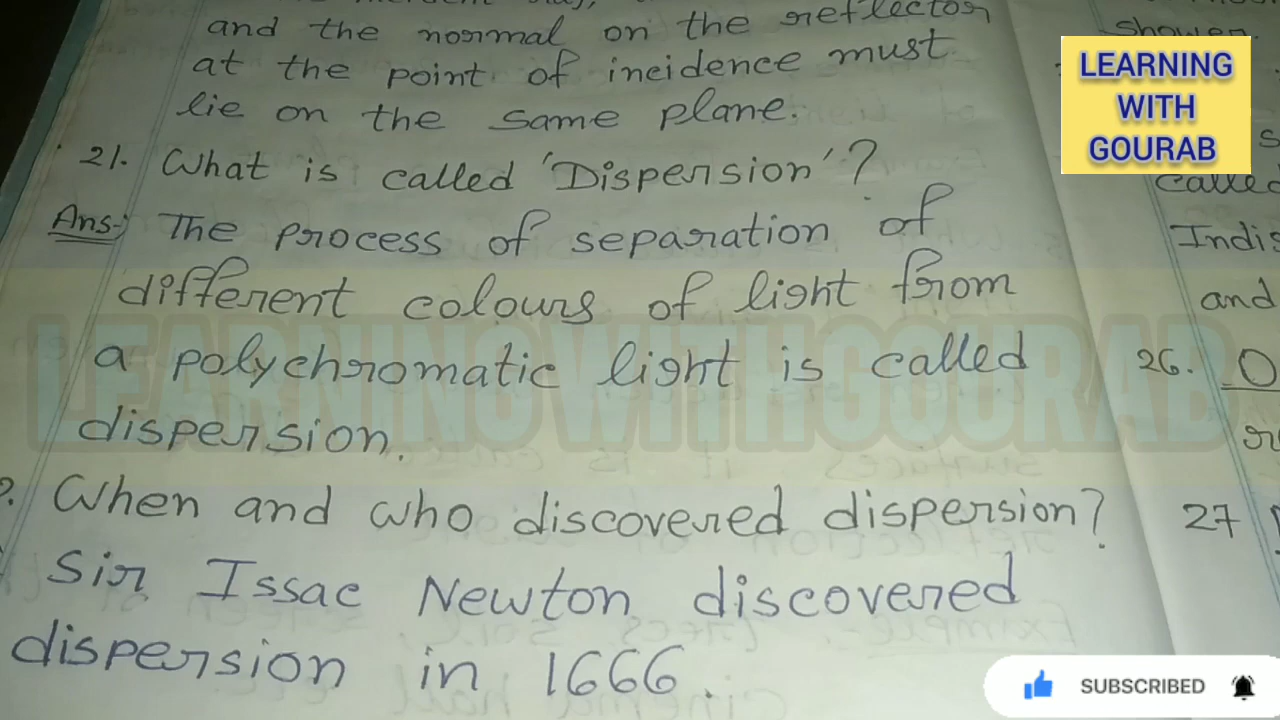 and the normal on the reflector
at the point of incidence must
lie on the same plane.
21. What is called 'Dispersion'?
Ans:- The process of separation of
different colours of light from
a polychromatic light is called
dispersion.
When and who discovered dispersion?
Sir Issac Newton discovered
dispersion in 1666.
shower.
called
and
26.
27
LEARNING
WITH
GOURAB
LEARNINGWITHGOURAB
SUBSCRIBED